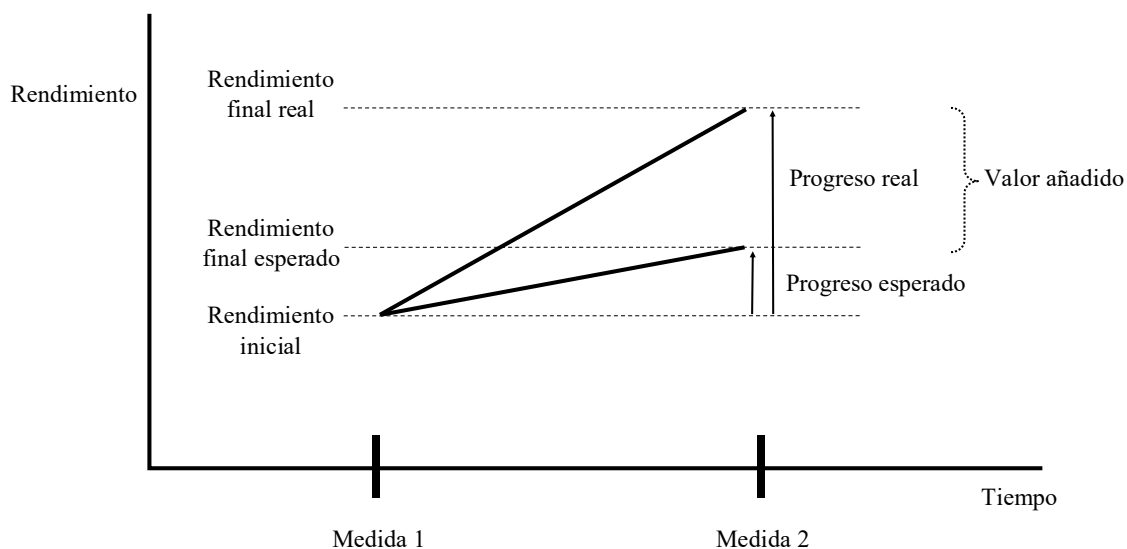 Rendimiento
Rendimiento
final real
Progreso real
Valor añadido
Rendimiento
final esperado
Progreso esperado
Rendimiento
inicial
Tiempo
Medida 1
Medida 2